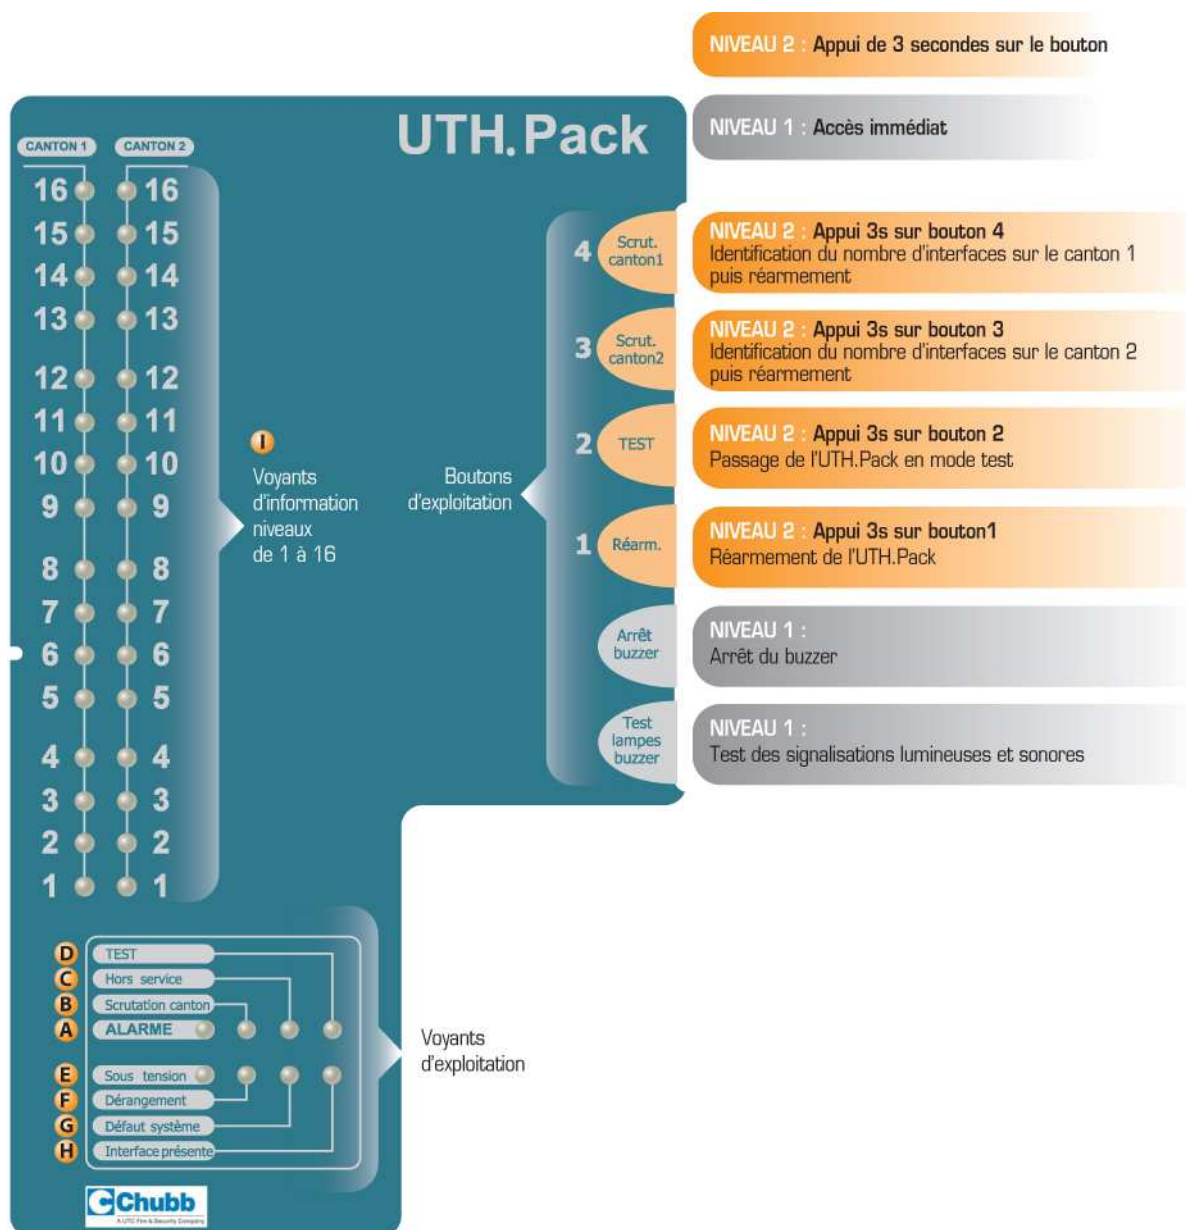 NIVEAU 2 : Appui de 3 secondes sur le bouton
NIVEAU 1 : Accès immédiat
UTH.Pack
CANTON 1
CANTON 2
16 16
15 15
14 14
13 13
12 12
11 11
10 10
9 9
8 8
7 7
6 6
5 5
4 4
3 3
2 2
1 1
I
Voyants
d'information
niveaux
de 1 à 16
Boutons
d'exploitation
4 Scrut.
canton1
NIVEAU 2 : Appui 3s sur bouton 4
Identification du nombre d'interfaces sur le canton 1
puis réarmement
3 Scrut.
canton2
NIVEAU 2 : Appui 3s sur bouton 3
Identification du nombre d'interfaces sur le canton 2
puis réarmement
2 TEST
NIVEAU 2 : Appui 3s sur bouton 2
Passage de l'UTH.Pack en mode test
1 Réarm.
NIVEAU 2 : Appui 3s sur bouton1
Réarmement de l'UTH.Pack
Arrêt
buzzer
NIVEAU 1 :
Arrêt du buzzer
Test
lampes
buzzer
NIVEAU 1 :
Test des signalisations lumineuses et sonores
D TEST
C Hors service
B Scrutation canton
A ALARME
E Sous tension
F Dérangement
G Défaut système
H Interface présente
Voyants
d'exploitation
Chubb
A UTC Fire & Security Company